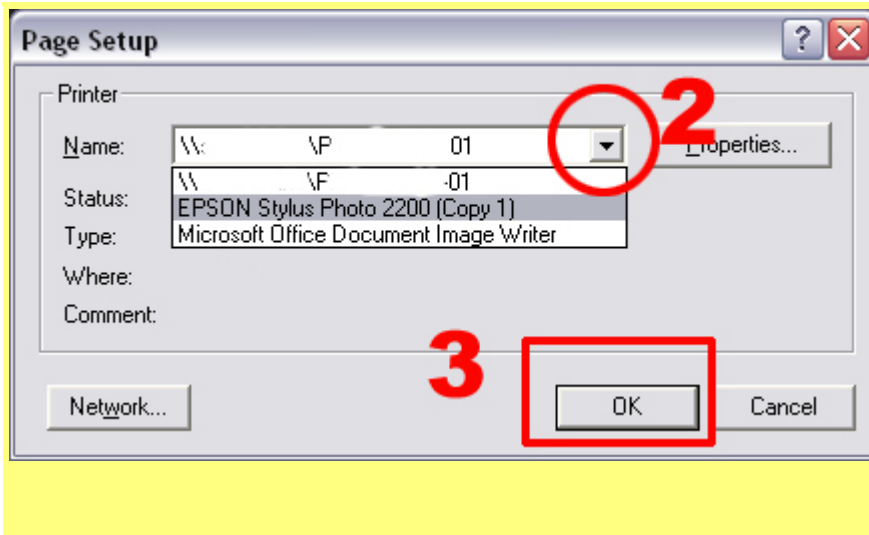 Page Setup
Printer
Name: \\ \P 01 Properties...
2
\\ \F -01
Status:
EPSON Stylus Photo 2200 (Copy 1)
Type: Microsoft Office Document Image Writer
Where:
Comment:
3
Network... OK Cancel